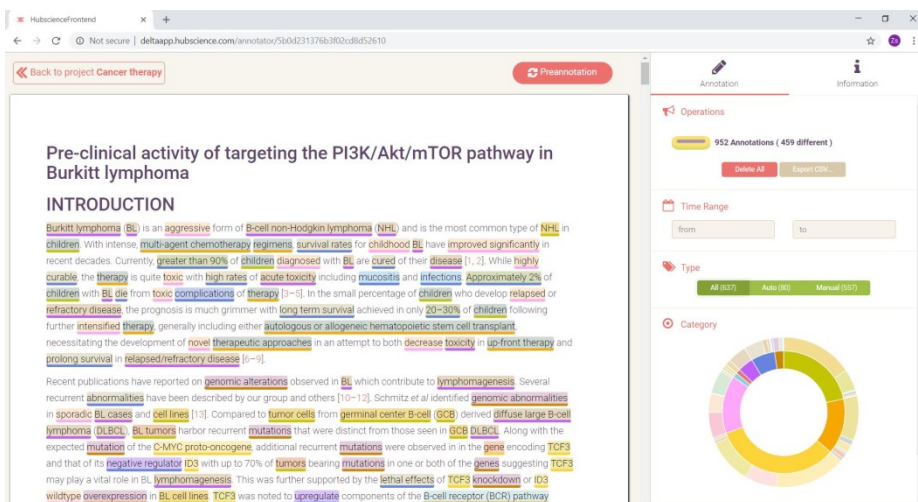 HubscienceFrontend
Not secure | deltaapp.hubscience.com/annotator/5b0d231376b3f02cd8d52610
Zs
Back to project Cancer therapy
Preannotation
Pre-clinical activity of targeting the PI3K/Akt/mTOR pathway in
Burkitt lymphoma
INTRODUCTION
Burkitt lymphoma (BL) is an aggressive form of B-cell non-Hodgkin lymphoma (NHL) and is the most common type of NHL in
children. With intense, multi-agent chemotherapy regimens, survival rates for childhood BL have improved significantly in
recent decades. Currently, greater than 90% of children diagnosed with BL are cured of their disease [1, 2]. While highly
curable, the therapy is quite toxic with high rates of acute toxicity including mucositis and infections. Approximately 2% of
children with BL die from toxic complications of therapy [3–5]. In the small percentage of children who develop relapsed or
refractory disease, the prognosis is much grimmer with long term survival achieved in only 20–30% of children following
further intensified therapy, generally including either autologous or allogeneic hematopoietic stem cell transplant,
necessitating the development of novel therapeutic approaches in an attempt to both decrease toxicity in up-front therapy and
prolong survival in relapsed/refractory disease [6–9].
Recent publications have reported on genomic alterations observed in BL which contribute to lymphomagenesis. Several
recurrent abnormalities have been described by our group and others [10–12]. Schmitz et al identified genomic abnormalities
in sporadic BL cases and cell lines [13]. Compared to tumor cells from germinal center B-cell (GCB) derived diffuse large B-cell
lymphoma (DLBCL), BL tumors harbor recurrent mutations that were distinct from those seen in GCB DLBCL. Along with the
expected mutation of the C-MYC proto-oncogene, additional recurrent mutations were observed in in the gene encoding TCF3
and that of its negative regulator ID3 with up to 70% of tumors bearing mutations in one or both of the genes suggesting TCF3
may play a vital role in BL lymphomagenesis. This was further supported by the lethal effects of TCF3 knockdown or ID3
wildtype overexpression in BL cell lines. TCF3 was noted to upregulate components of the B-cell receptor (BCR) pathway
Annotation
Information
Operations
952 Annotations ( 459 different )
Delete All
Export CSV...
Time Range
from
to
Type
All (637)
Auto (80)
Manual (557)
Category